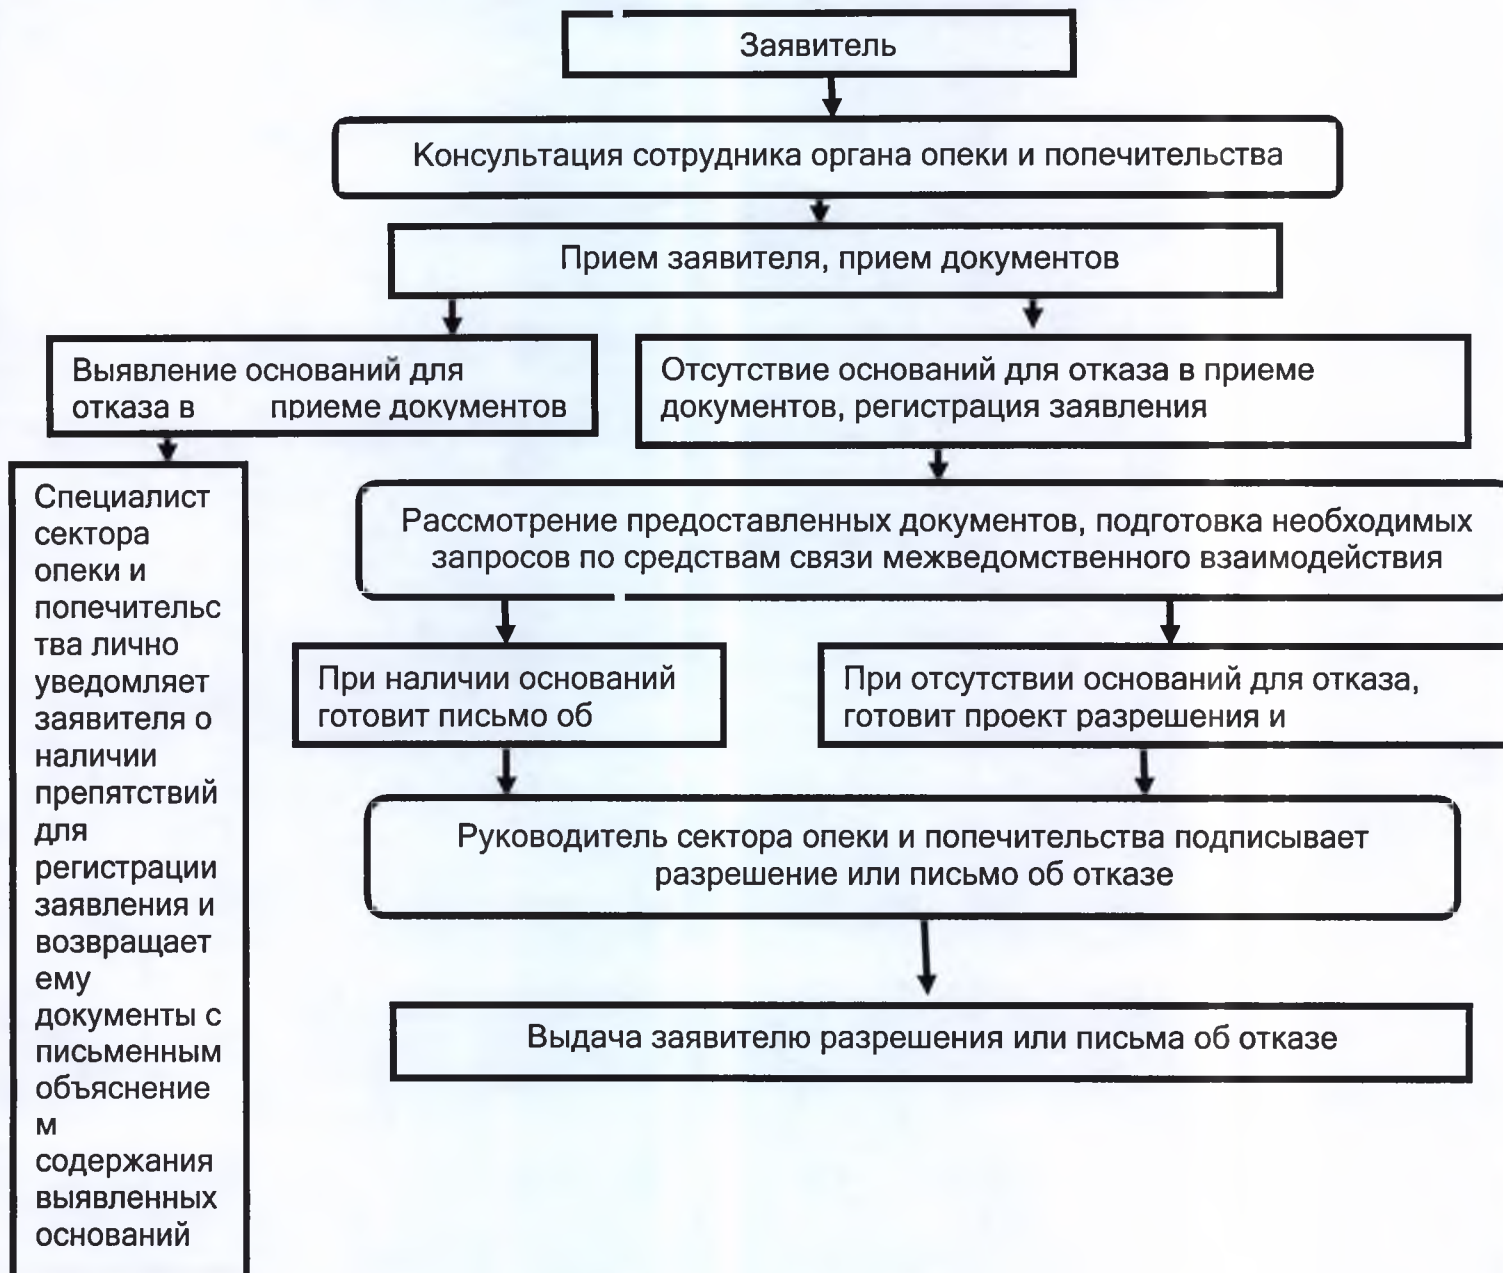 Заявитель
Консультация сотрудника органа опеки и попечительства
Прием заявителя, прием документов
Выявление оснований для
отказа в приеме документов
Отсутствие оснований для отказа в приеме
документов, регистрация заявления
Специалист
сектора
опеки и
попечительс
тва лично
уведомляет
заявителя о
наличии
препятствий
для
регистрации
заявления и
возвращает
ему
документы с
письменным
объяснение
м
содержания
выявленных
оснований
Рассмотрение предоставленных документов, подготовка необходимых
запросов по средствам связи межведомственного взаимодействия
При наличии оснований
готовит письмо об
При отсутствии оснований для отказа,
готовит проект разрешения и
Руководитель сектора опеки и попечительства подписывает
разрешение или письмо об отказе
Выдача заявителю разрешения или письма об отказе